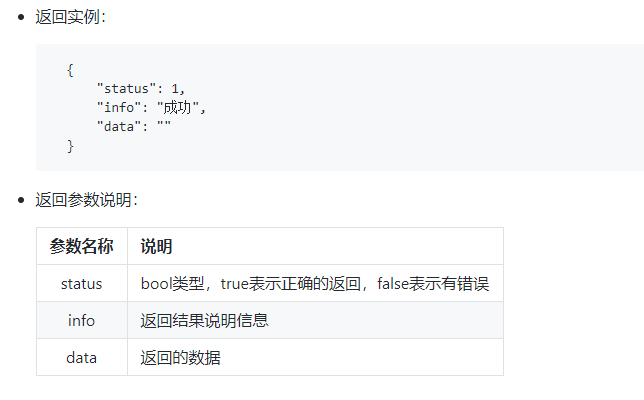 返回实例：
{
    "status": 1,
    "info": "成功",
    "data": ""
}
返回参数说明：
参数名称 说明
status bool类型，true表示正确的返回，false表示有错误
info 返回结果说明信息
data 返回的数据